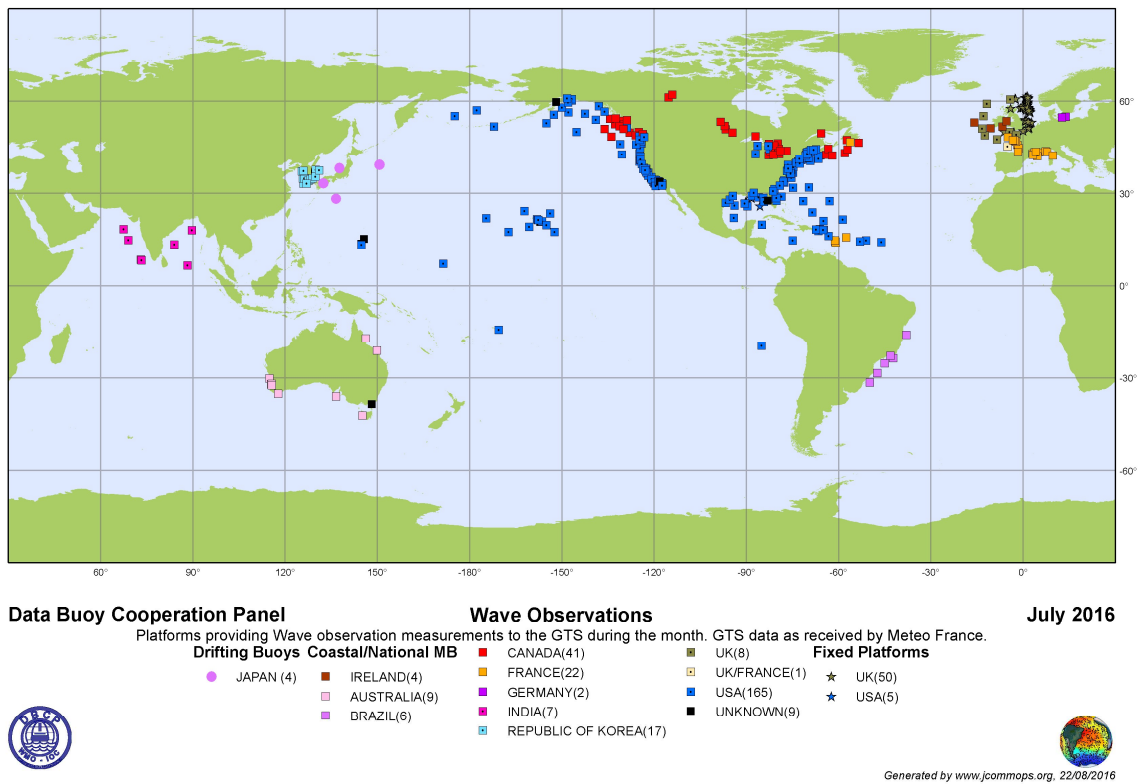 60°
30°
0°
-30°
-60°
60° 90° 120° 150° -180° -150° -120° -90° -60° -30° 0°
Data Buoy Cooperation Panel Wave Observations July 2016
Platforms providing Wave observation measurements to the GTS during the month. GTS data as received by Meteo France.
Drifting Buoys Coastal/National MB Fixed Platforms
JAPAN (4) IRELAND(4) CANADA(41) UK(8) UK(50)
AUSTRALIA(9) FRANCE(22) UK/FRANCE(1) USA(5)
BRAZIL(6) GERMANY(2) USA(165)
INDIA(7) UNKNOWN(9)
REPUBLIC OF KOREA(17)
DBCP
WMO - IOC
Generated by www.jcommops.org, 22/08/2016